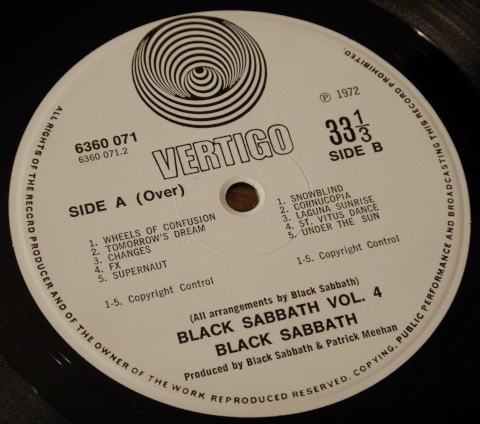 VERTIGO
6360 071
6360 071.2
℗ 1972
33 1/3
SIDE A (Over)
1. WHEELS OF CONFUSION
2. TOMORROW'S DREAM
3. CHANGES
4. FX
5. SUPERNAUT
1-5. Copyright Control
SIDE B
1. SNOWBLIND
2. CORNUCOPIA
3. LAGUNA SUNRISE
4. ST. VITUS DANCE
5. UNDER THE SUN
1-5. Copyright Control
(All arrangements by Black Sabbath)
BLACK SABBATH VOL. 4
BLACK SABBATH
Produced by Black Sabbath & Patrick Meehan
ALL RIGHTS OF THE RECORD PRODUCER AND OF THE OWNER OF THE WORK REPRODUCED RESERVED. COPYING, PUBLIC PERFORMANCE AND BROADCASTING THIS RECORD PROHIBITED.